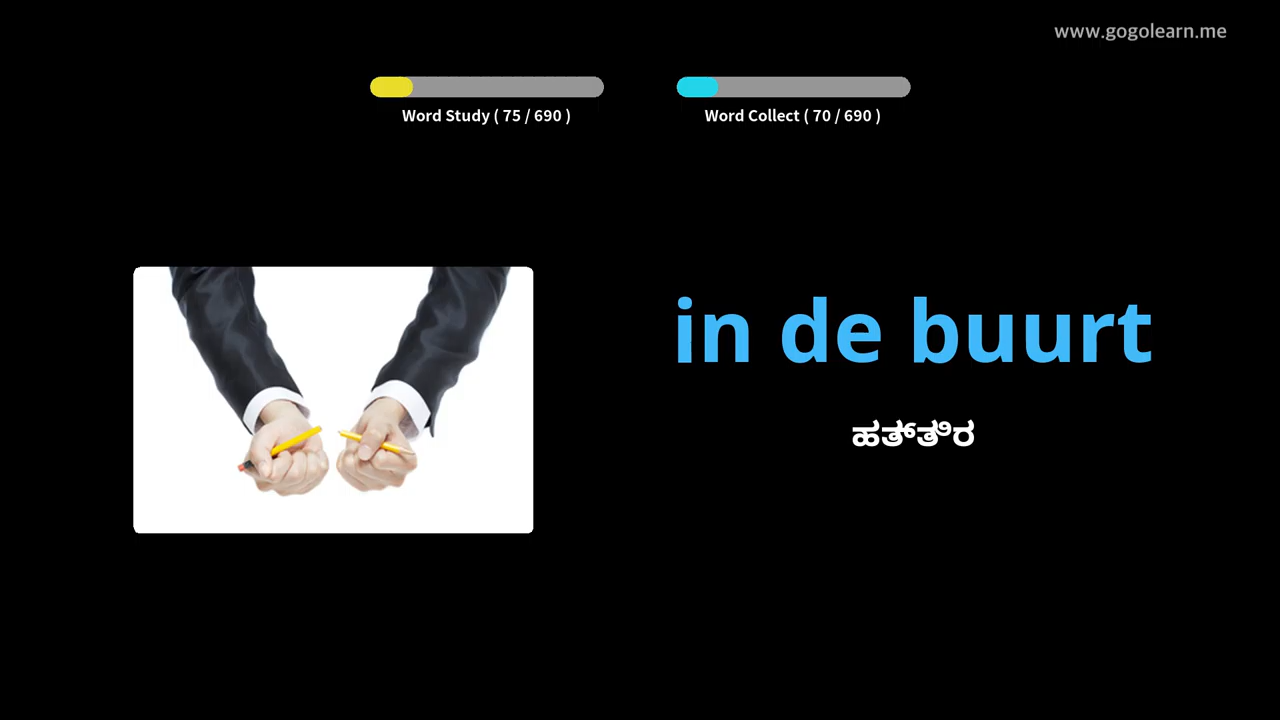 www.gogolearn.me
Word Study ( 75 / 690 )
Word Collect ( 70 / 690 )
in de buurt
ಹತ್ತಿರ